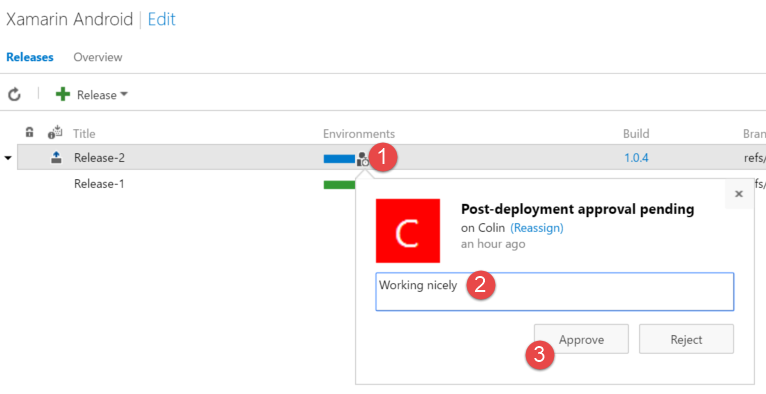 Xamarin Android | Edit
Releases Overview
Release
Title Environments Build Bran
Release-2 1 1.0.4 refs/
Release-1 fs/
C
Post-deployment approval pending
on Colin (Reassign)
an hour ago
Working nicely 2
Approve Reject
3